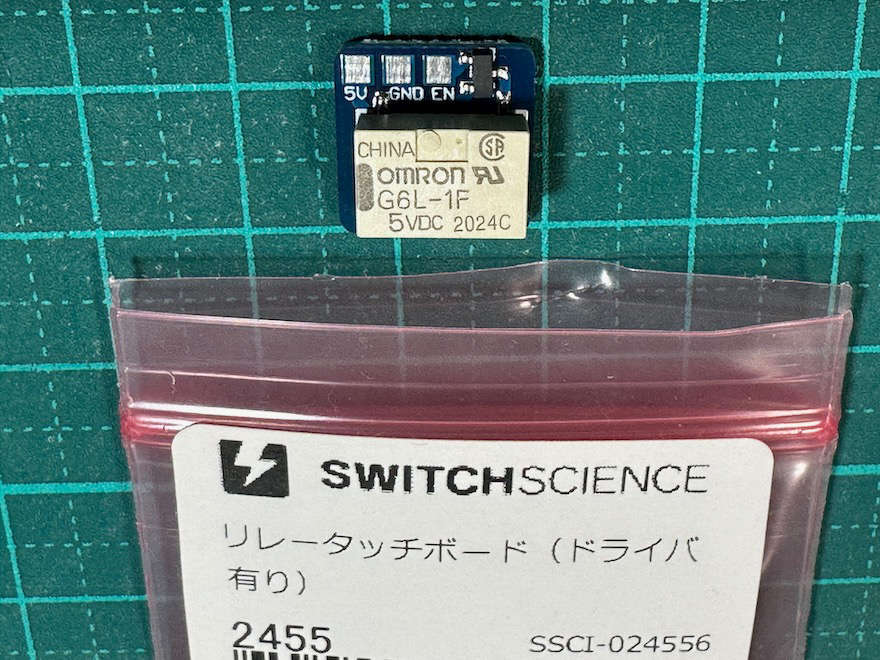 5V GND EN
CHINA
OMRON
G6L-1F
5VDC 2024C
SWITCHSCIENCE
リレータッチボード（ドライバ
有り）
2455
SSCI-024556